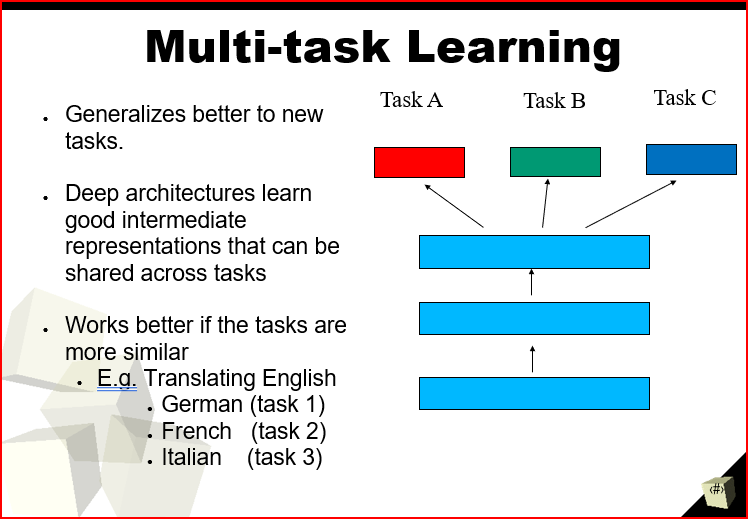 Multi-task Learning
Task A
Task B
Task C
• Generalizes better to new
tasks.
• Deep architectures learn
good intermediate
representations that can be
shared across tasks
• Works better if the tasks are
more similar
• E.g. Translating English
• German (task 1)
• French (task 2)
• Italian (task 3)
‹#›